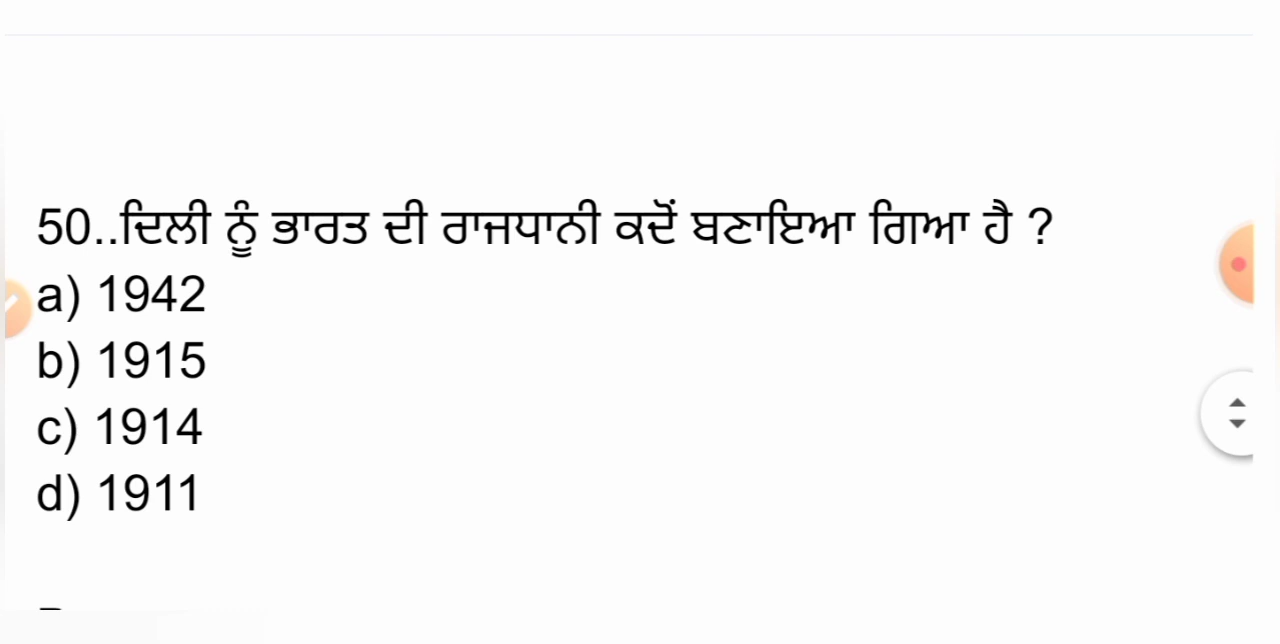 50..ਦਿਲੀ ਨੂੰ ਭਾਰਤ ਦੀ ਰਾਜਧਾਨੀ ਕਦੋਂ ਬਣਾਇਆ ਗਿਆ ਹੈ ?
a) 1942
b) 1915
c) 1914
d) 1911